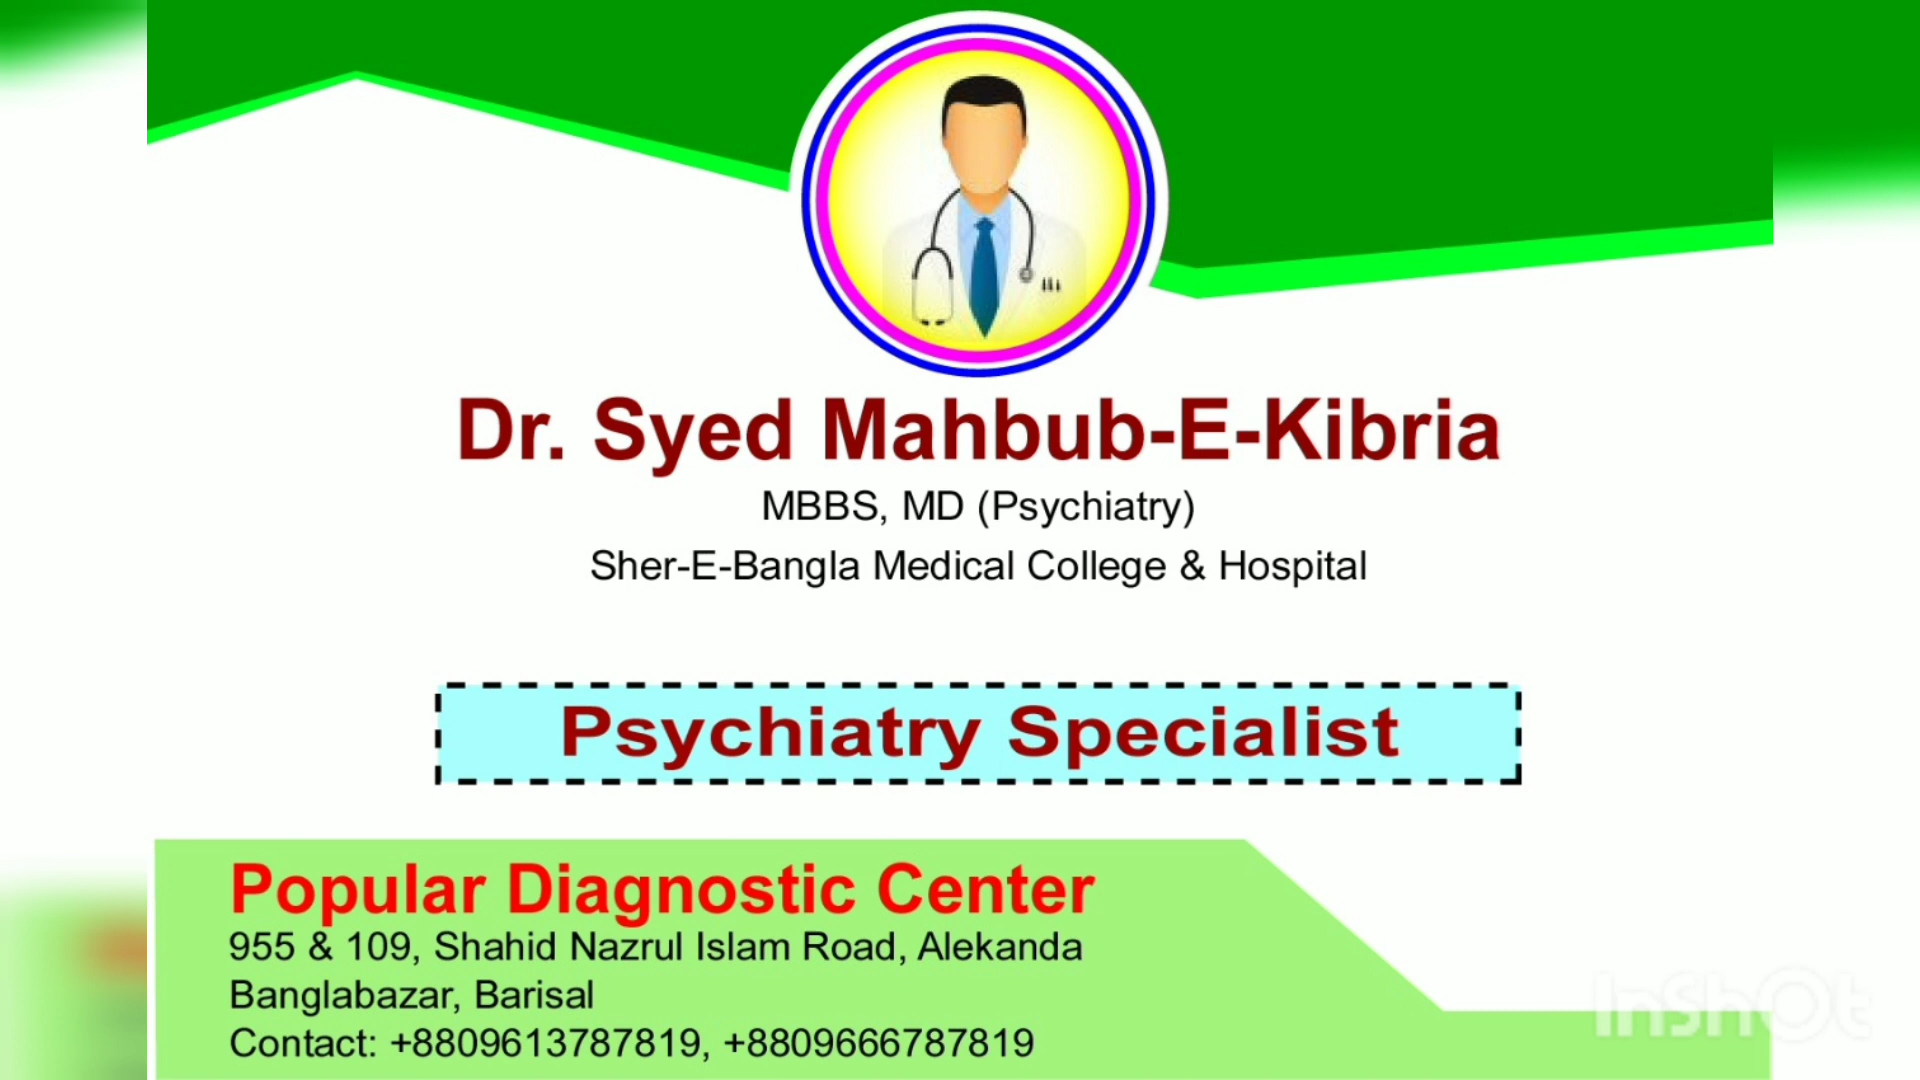 Dr. Syed Mahbub-E-Kibria
MBBS, MD (Psychiatry)
Sher-E-Bangla Medical College & Hospital
Psychiatry Specialist
Popular Diagnostic Center
955 & 109, Shahid Nazrul Islam Road, Alekanda
Banglabazar, Barisal
Contact: +8809613787819, +8809666787819
InShOt